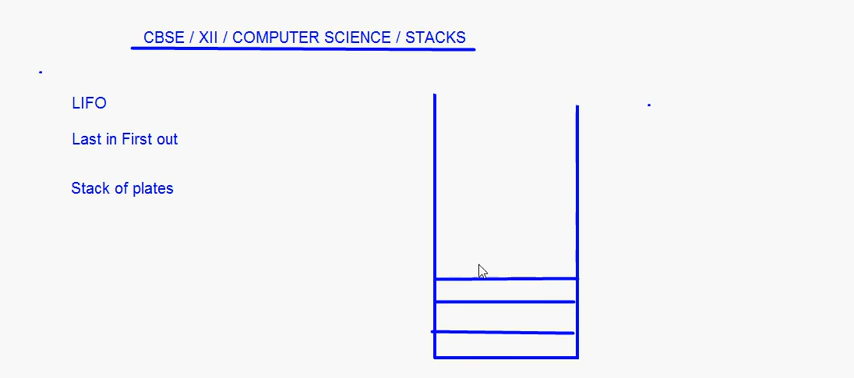 CBSE / XII / COMPUTER SCIENCE / STACKS
LIFO
Last in First out
Stack of plates